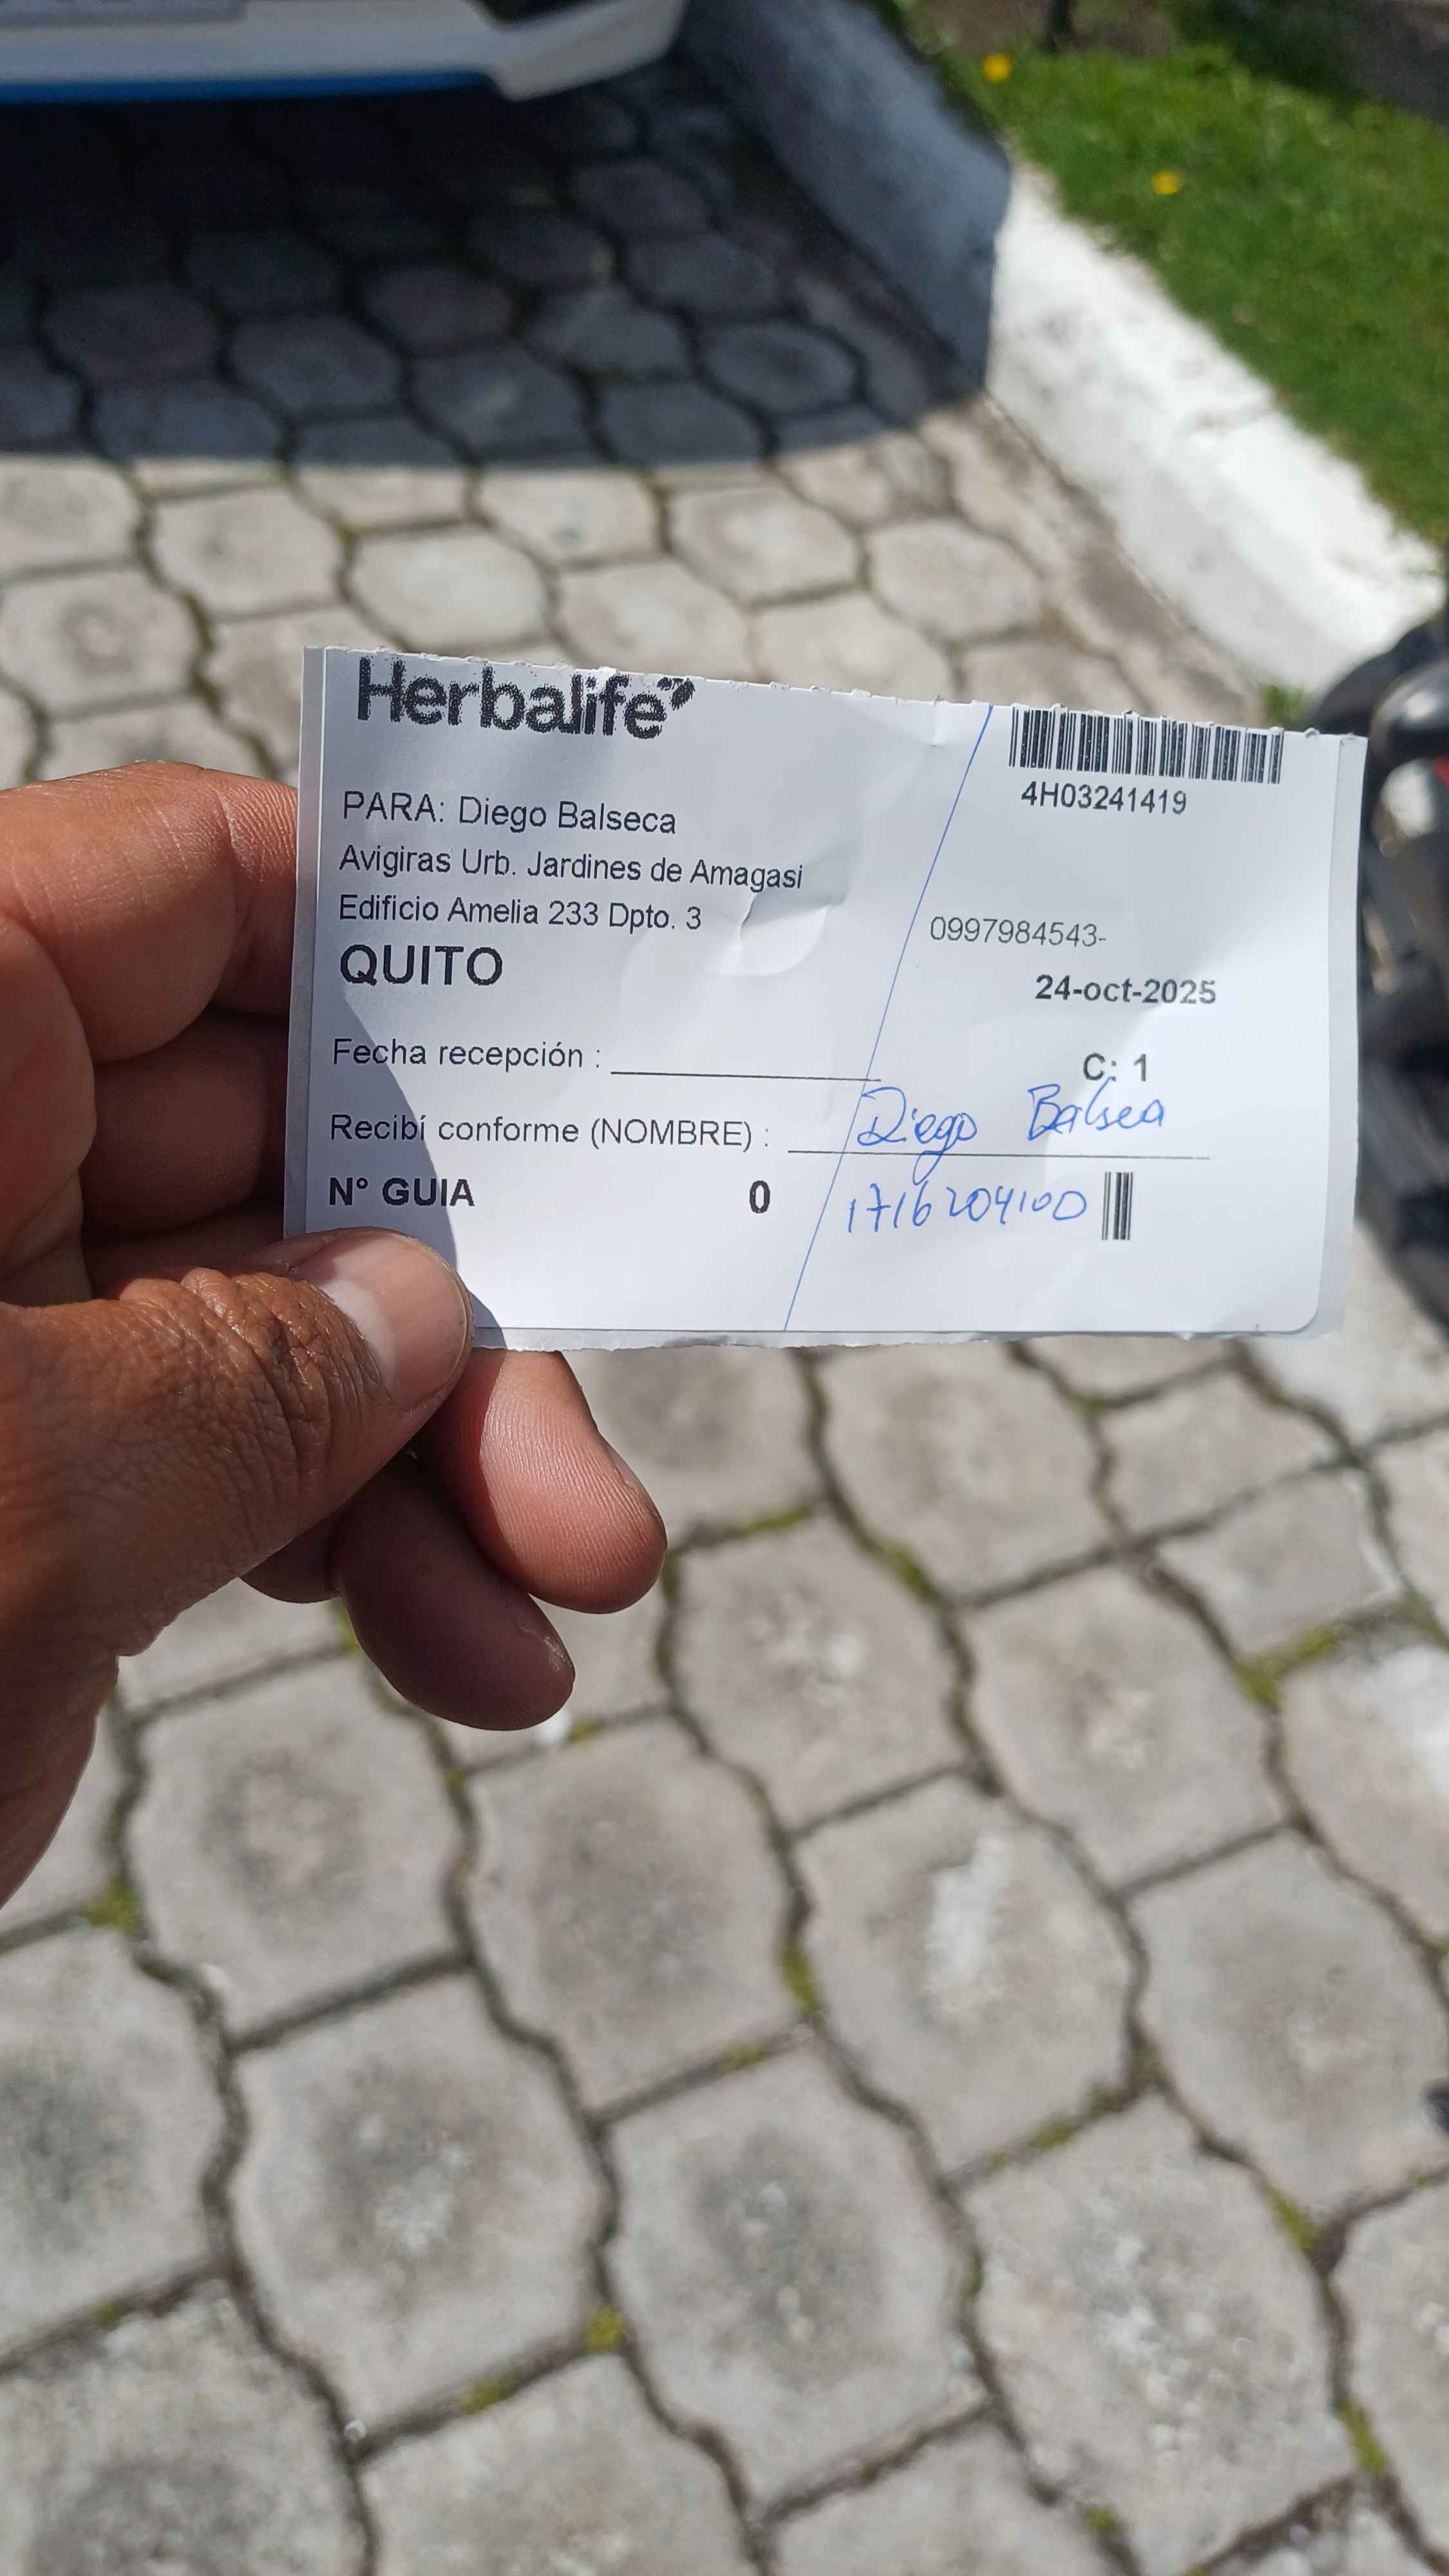 Herbalife
4H03241419
PARA: Diego Balseca
Avigiras Urb. Jardines de Amagasi
Edificio Amelia 233 Dpto. 3
0997984543-
QUITO
24-oct-2025
Fecha recepción :
C: 1
Recibí conforme (NOMBRE) : Diego Balsea
N° GUIA 0 1716204100